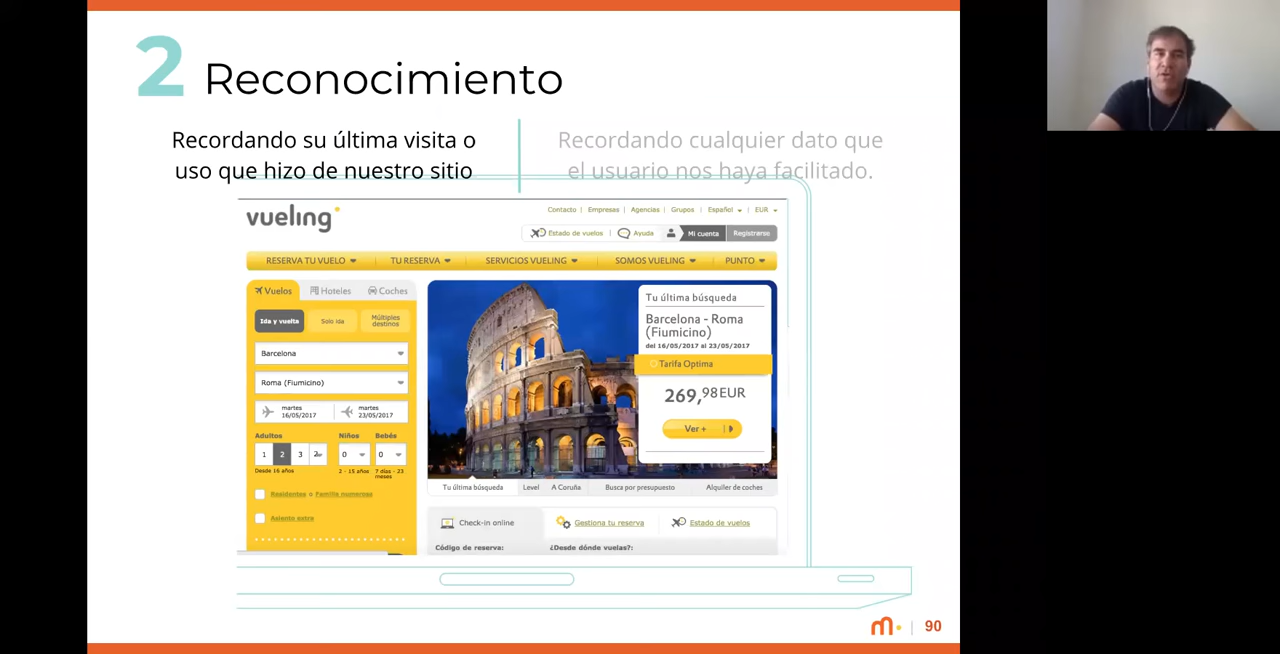 2 Reconocimiento
Recordando su última visita o
uso que hizo de nuestro sitio
Recordando cualquier dato que
el usuario nos haya facilitado.
vueling
Contacto | Empresas | Agencias | Grupos | Español | EUR
Estado de vuelos | Ayuda Mi cuenta Registrarse
RESERVA TU VUELO TU RESERVA SERVICIOS VUELING SOMOS VUELING PUNTO
Vuelos Hoteles Coches
Ida y vuelta Solo ida Múltiples
destinos
Barcelona
Roma (Fiumicino)
martes
16/05/2017
martes
23/05/2017
Adultos Niños Bebés
1 2 3 0 0
Desde 16 años 2 - 15 años 7 días - 23
meses
Residentes o Familia numerosa
Asiento extra
Tu última búsqueda
Barcelona - Roma
(Fiumicino)
del 16/05/2017 al 23/05/2017
Tarifa Optima
269,98EUR
Ver +
Tu última búsqueda Level A Coruña Busca por presupuesto Alquiler de coches
Check-in online Gestiona tu reserva Estado de vuelos
Código de reserva: ¿Desde dónde vuelas?:
m. | 90